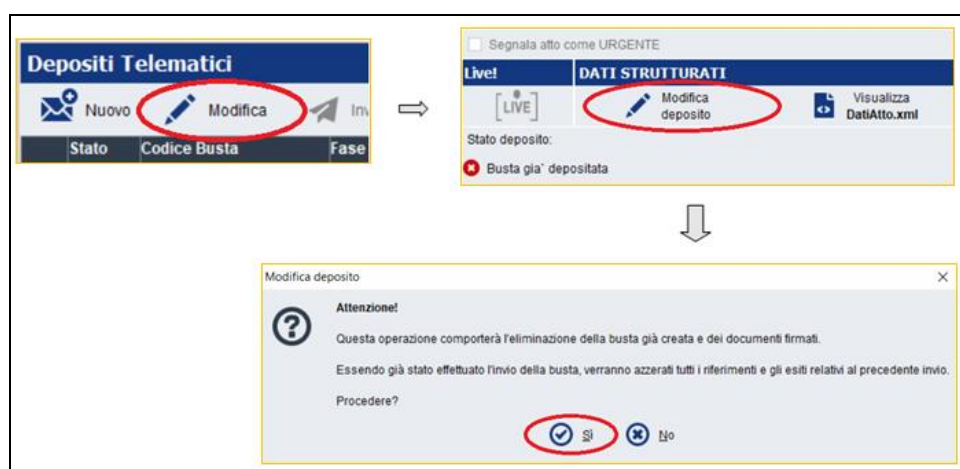 Depositi Telematici
Nuovo Modifica In
Stato Codice Busta Fase
Segnala atto come URGENTE
Live! DATI STRUTTURATI
[LIVE] Modifica deposito Visualizza DatiAtto.xml
Stato deposito:
Busta gia` depositata
Modifica deposito
Attenzione!
Questa operazione comporterà l'eliminazione della busta già creata e dei documenti firmati.
Essendo già stato effettuato l'invio della busta, verranno azzerati tutti i riferimenti e gli esiti relativi al precedente invio.
Procedere?
Sì No